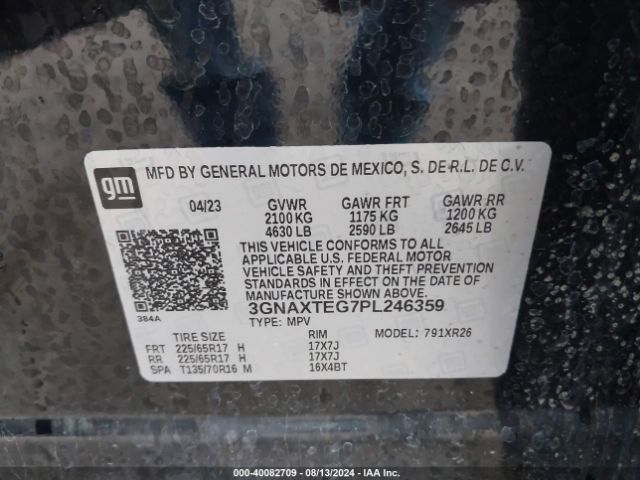 gm
MFD BY GENERAL MOTORS DE MEXICO, S. DE R.L. DE C.V.
04/23 GVWR GAWR FRT GAWR RR
2100 KG 1175 KG 1200 KG
4630 LB 2590 LB 2645 LB
THIS VEHICLE CONFORMS TO ALL
APPLICABLE U.S. FEDERAL MOTOR
VEHICLE SAFETY AND THEFT PREVENTION
STANDARDS IN EFFECT ON THE DATE
OF MANUFACTURE SHOWN ABOVE.
384A 3GNAXTEG7PL246359
TYPE: MPV
TIRE SIZE RIM MODEL: 791XR26
FRT 225/65R17 H 17X7J
RR 225/65R17 H 17X7J
SPA T135/70R16 M 16X4BT
000-40082709 - 08/13/2024 - IAA Inc.